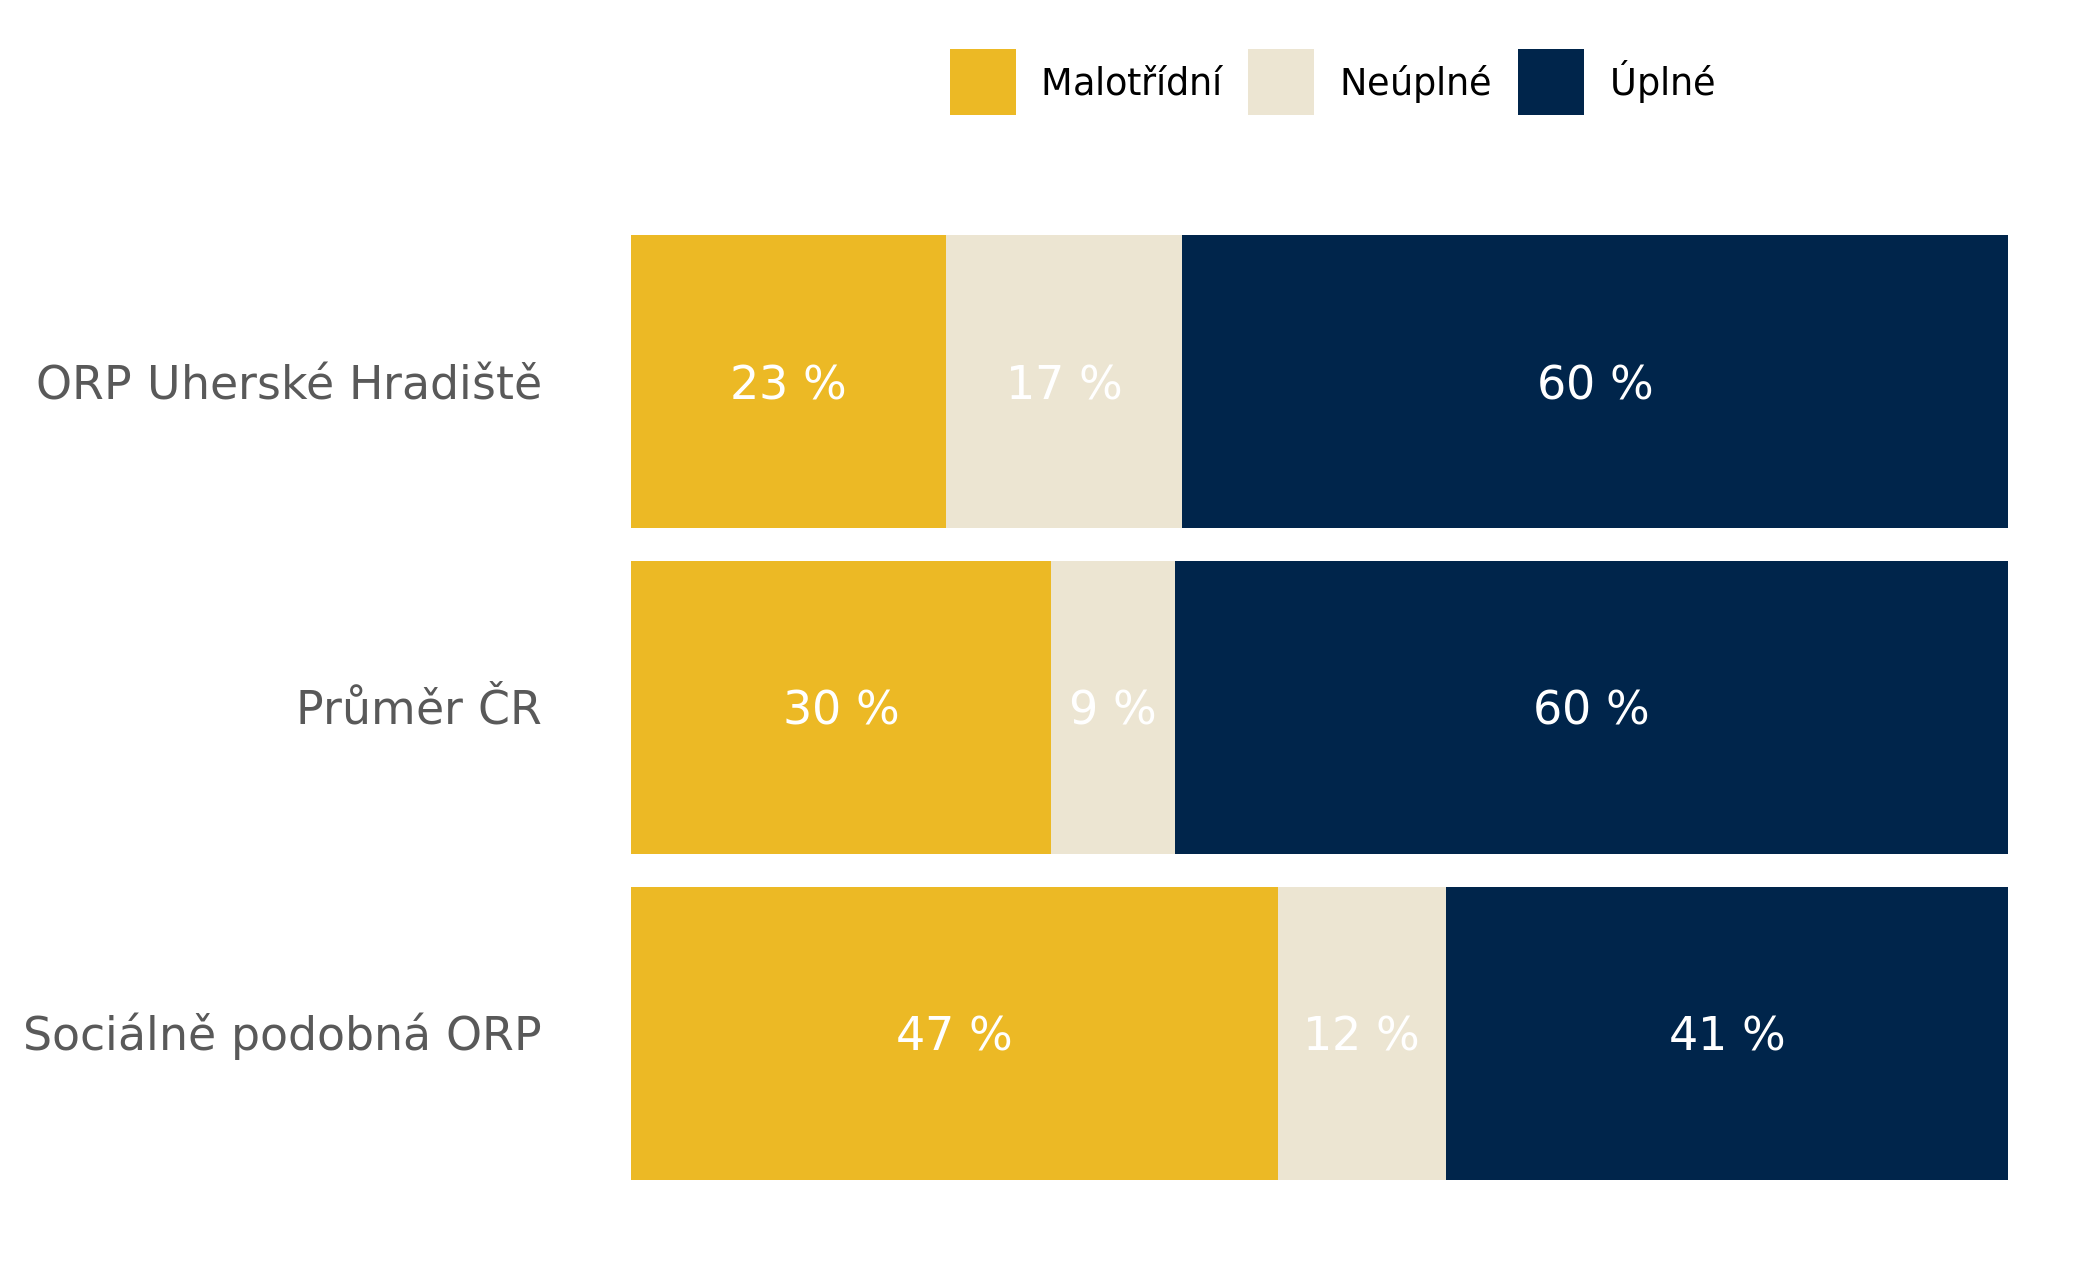 Malotřídní Neúplné Úplné
ORP Uherské Hradiště 23 % 17 % 60 %
Průměr ČR 30 % 9 % 60 %
Sociálně podobná ORP 47 % 12 % 41 %